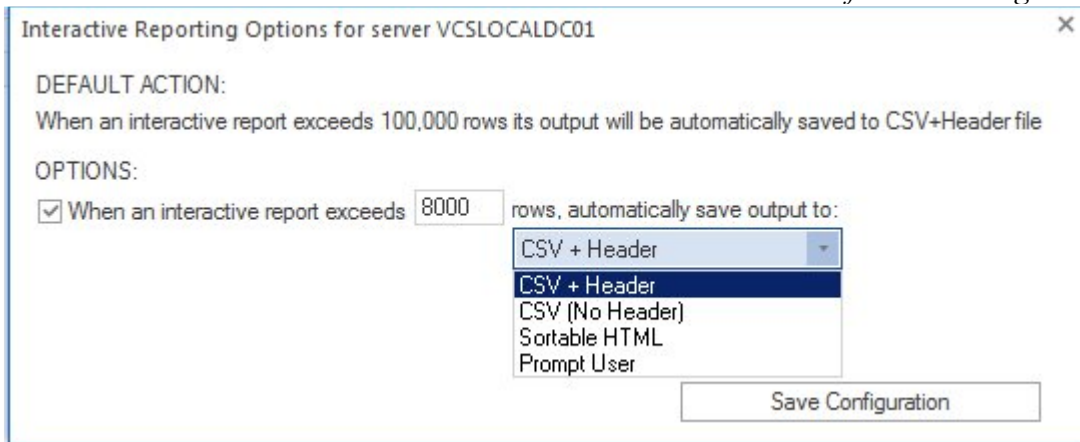 Interactive Reporting Options for server VCSLOCALDC01
DEFAULT ACTION:
When an interactive report exceeds 100,000 rows its output will be automatically saved to CSV+Header file
OPTIONS:
When an interactive report exceeds 8000 rows, automatically save output to:
CSV + Header
CSV + Header
CSV (No Header)
Sortable HTML
Prompt User
Save Configuration